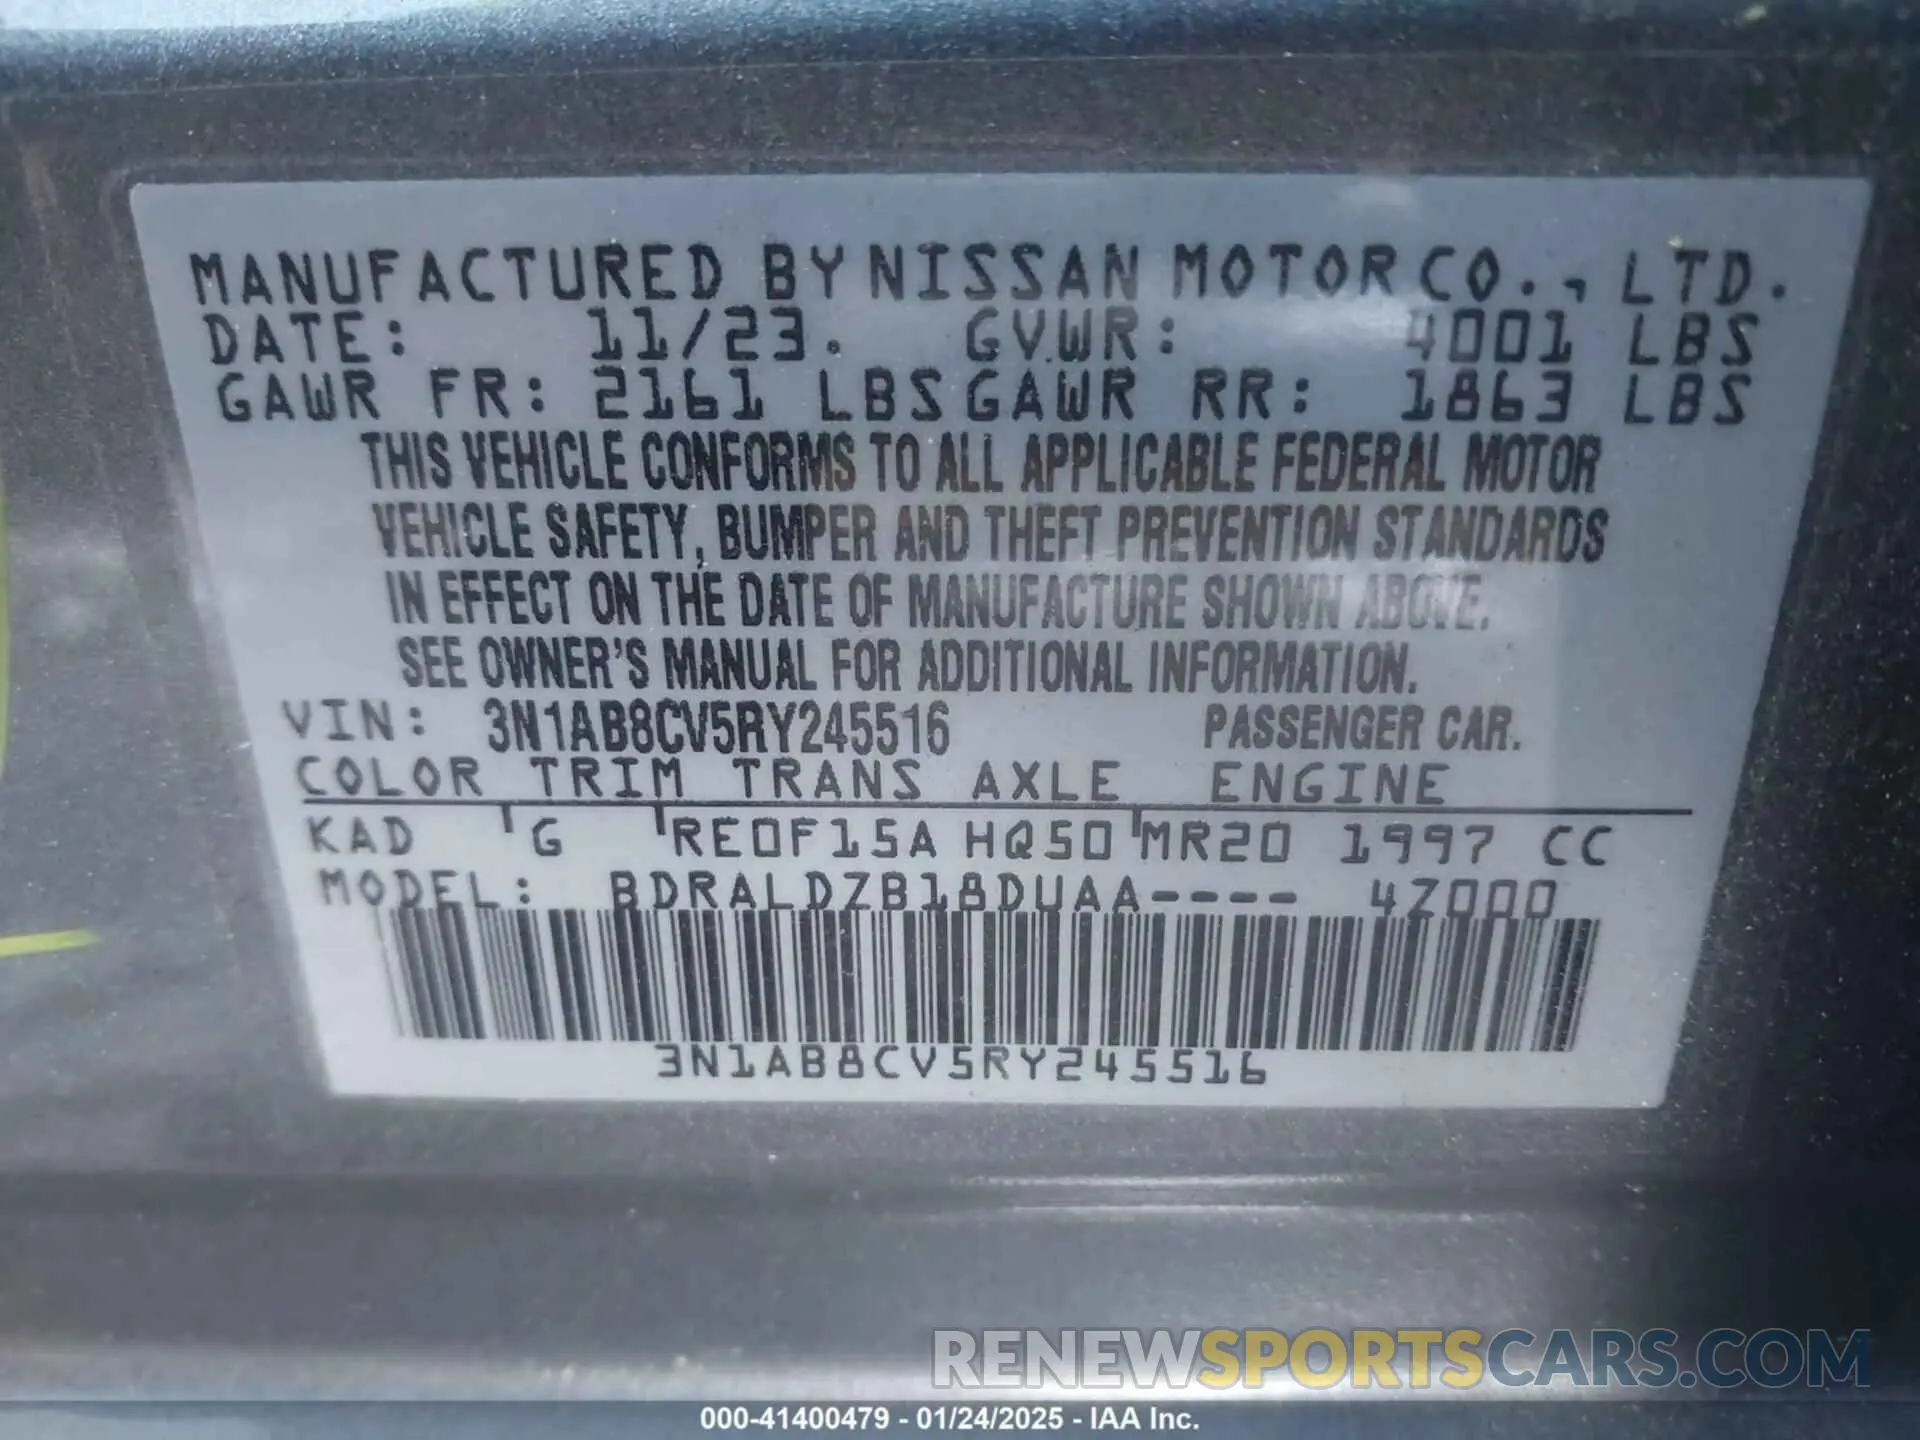 MANUFACTURED BY NISSAN MOTOR CO., LTD.
DATE: 11/23. GVWR: 4001 LBS
GAWR FR: 2161 LBS GAWR RR: 1863 LBS
THIS VEHICLE CONFORMS TO ALL APPLICABLE FEDERAL MOTOR
VEHICLE SAFETY, BUMPER AND THEFT PREVENTION STANDARDS
IN EFFECT ON THE DATE OF MANUFACTURE SHOWN ABOVE.
SEE OWNER'S MANUAL FOR ADDITIONAL INFORMATION.
VIN: 3N1AB8CV5RY245516 PASSENGER CAR.
COLOR TRIM TRANS AXLE ENGINE
KAD G RE0F15A HQ50 MR20 1997 CC
MODEL: BDRALDZB18DUAA---- 4Z000
3N1AB8CV5RY245516
RENEWSPORTSCARS.COM
000-41400479 - 01/24/2025 - IAA Inc.